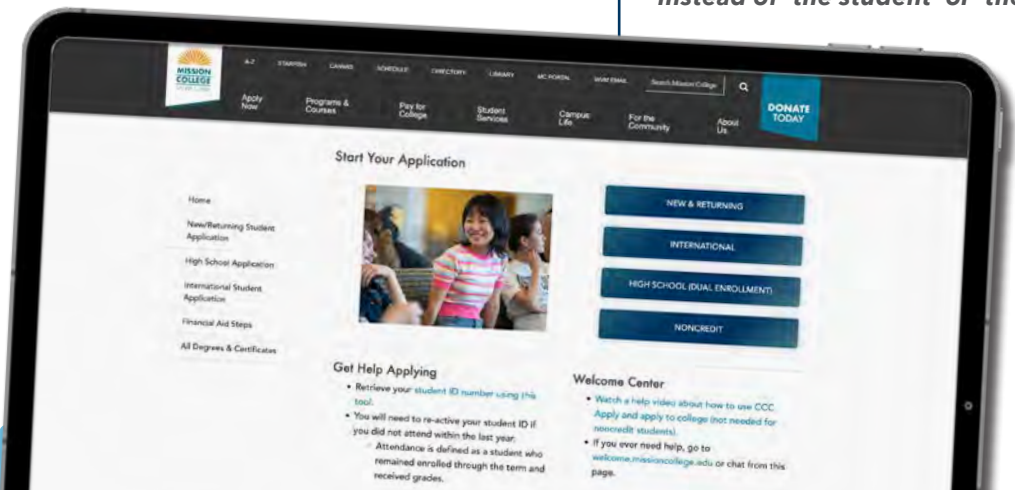 instead of the student or the
MISSION
COLLEGE
A-Z STARFISH CANVAS SCHEDULE DIRECTORY LIBRARY MC PORTAL EMAIL Search Mission College
DONATE
TODAY
Apply
Now
Programs &
Courses
Pay for
College
Student
Services
Campus
Life
For the
Community
About
Us
Start Your Application
Home
New/Returning Student
Application
High School Application
International Student
Application
Financial Aid Steps
All Degrees & Certificates
NEW & RETURNING
INTERNATIONAL
HIGH SCHOOL (DUAL ENROLLMENT)
NONCREDIT
Get Help Applying
• Retrieve your student ID number using this
tool.
• You will need to re-active your student ID if
you did not attend within the last year.
Attendance is defined as a student who
remained enrolled through the term and
received grades.
Welcome Center
• Watch a help video about how to use CCC
Apply and apply to college (not needed for
noncredit students).
• If you ever need help, go to
welcome.missioncollege.edu or chat from this
page.